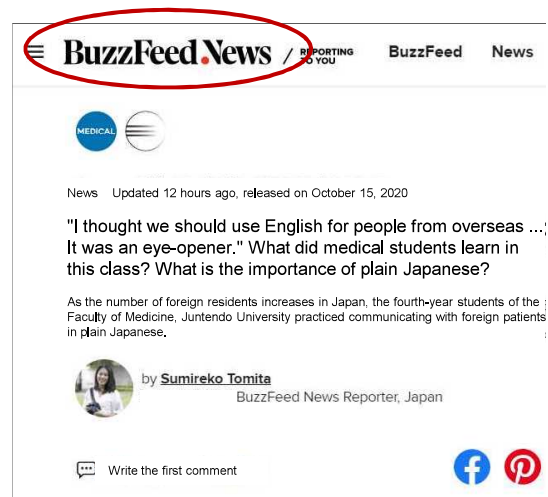 BuzzFeed News / REPORTING TO YOU BuzzFeed News
MEDICAL
News Updated 12 hours ago, released on October 15, 2020
"I thought we should use English for people from overseas ...
It was an eye-opener." What did medical students learn in
this class? What is the importance of plain Japanese?
As the number of foreign residents increases in Japan, the fourth-year students of the
Faculty of Medicine, Juntendo University practiced communicating with foreign patients
in plain Japanese.
by Sumireko Tomita
BuzzFeed News Reporter, Japan
Write the first comment